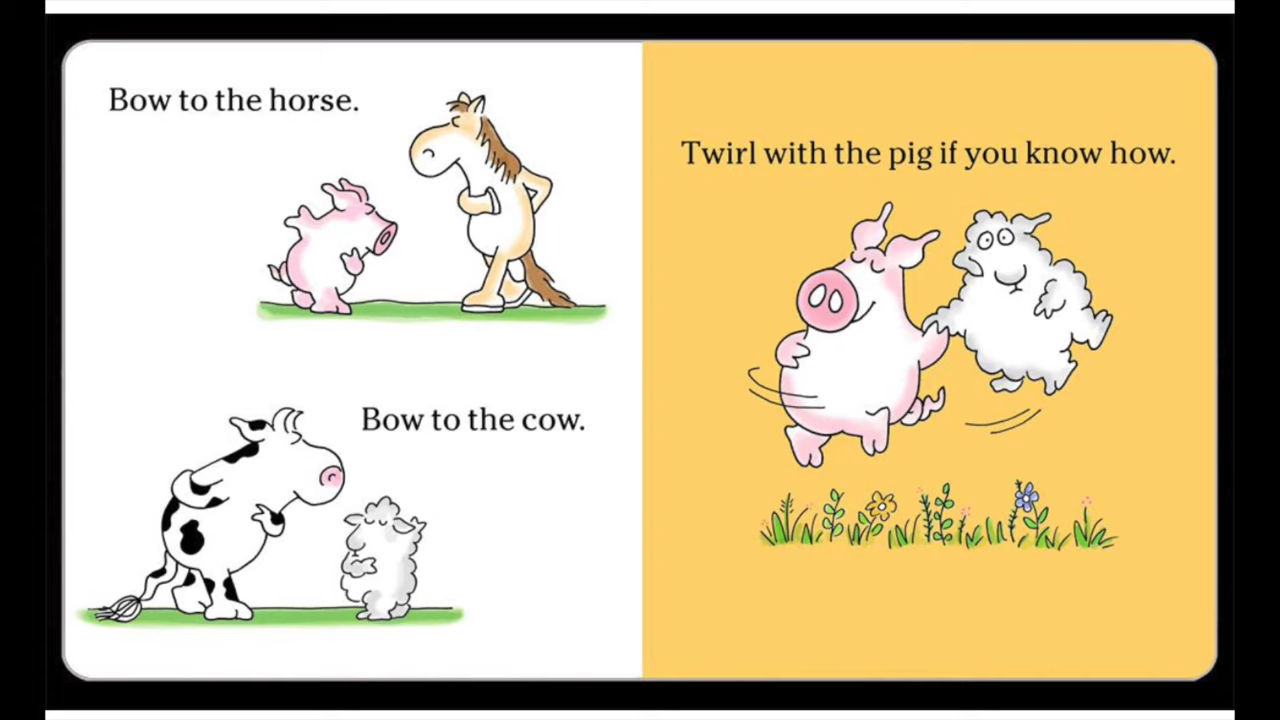 Bow to the horse.
Bow to the cow.
Twirl with the pig if you know how.